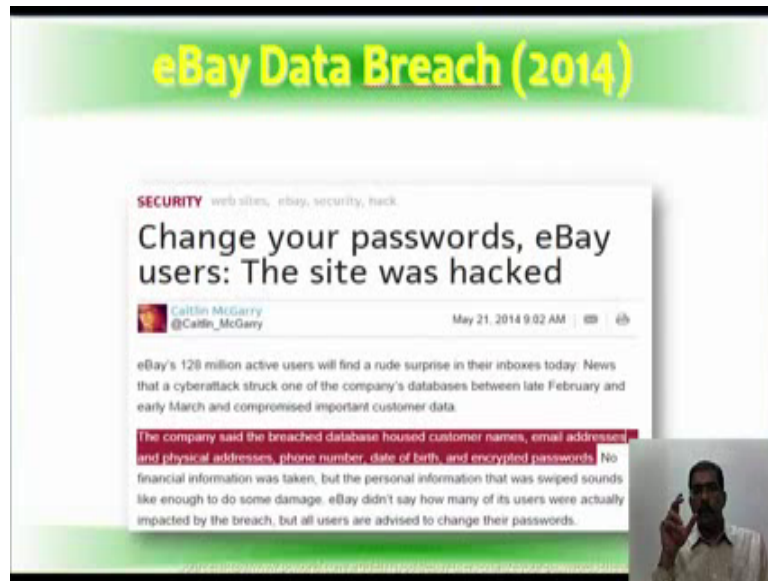 eBay Data Breach (2014)
SECURITY web sites, ebay, security, hack
Change your passwords, eBay
users: The site was hacked
Caitlin McGarry
@Caitlin_McGarry
May 21, 2014 9:02 AM
eBay's 128 million active users will find a rude surprise in their inboxes today: News
that a cyberattack struck one of the company's databases between late February and
early March and compromised important customer data.
The company said the breached database housed customer names, email addresses
and physical addresses, phone number, date of birth, and encrypted passwords. No
financial information was taken, but the personal information that was swiped sounds
like enough to do some damage. eBay didn't say how many of its users were actually
impacted by the breach, but all users are advised to change their passwords.